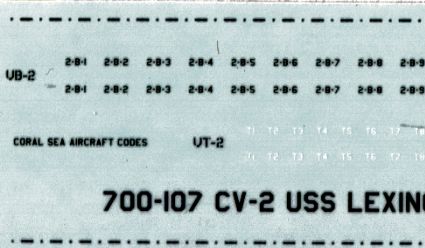 2-B-1 2-B-2 2-B-3 2-B-4 2-B-5 2-B-6 2-B-7 2-B-8 2-B-9
VB-2
2-B-1 2-B-2 2-B-3 2-B-4 2-B-5 2-B-6 2-B-7 2-B-8 2-B-9
T1 T2 T3 T4 T5 T6 T7 T8
CORAL SEA AIRCRAFT CODES VT-2
T1 T2 T3 T4 T5 T6 T7 T8
700-107 CV-2 USS LEXING